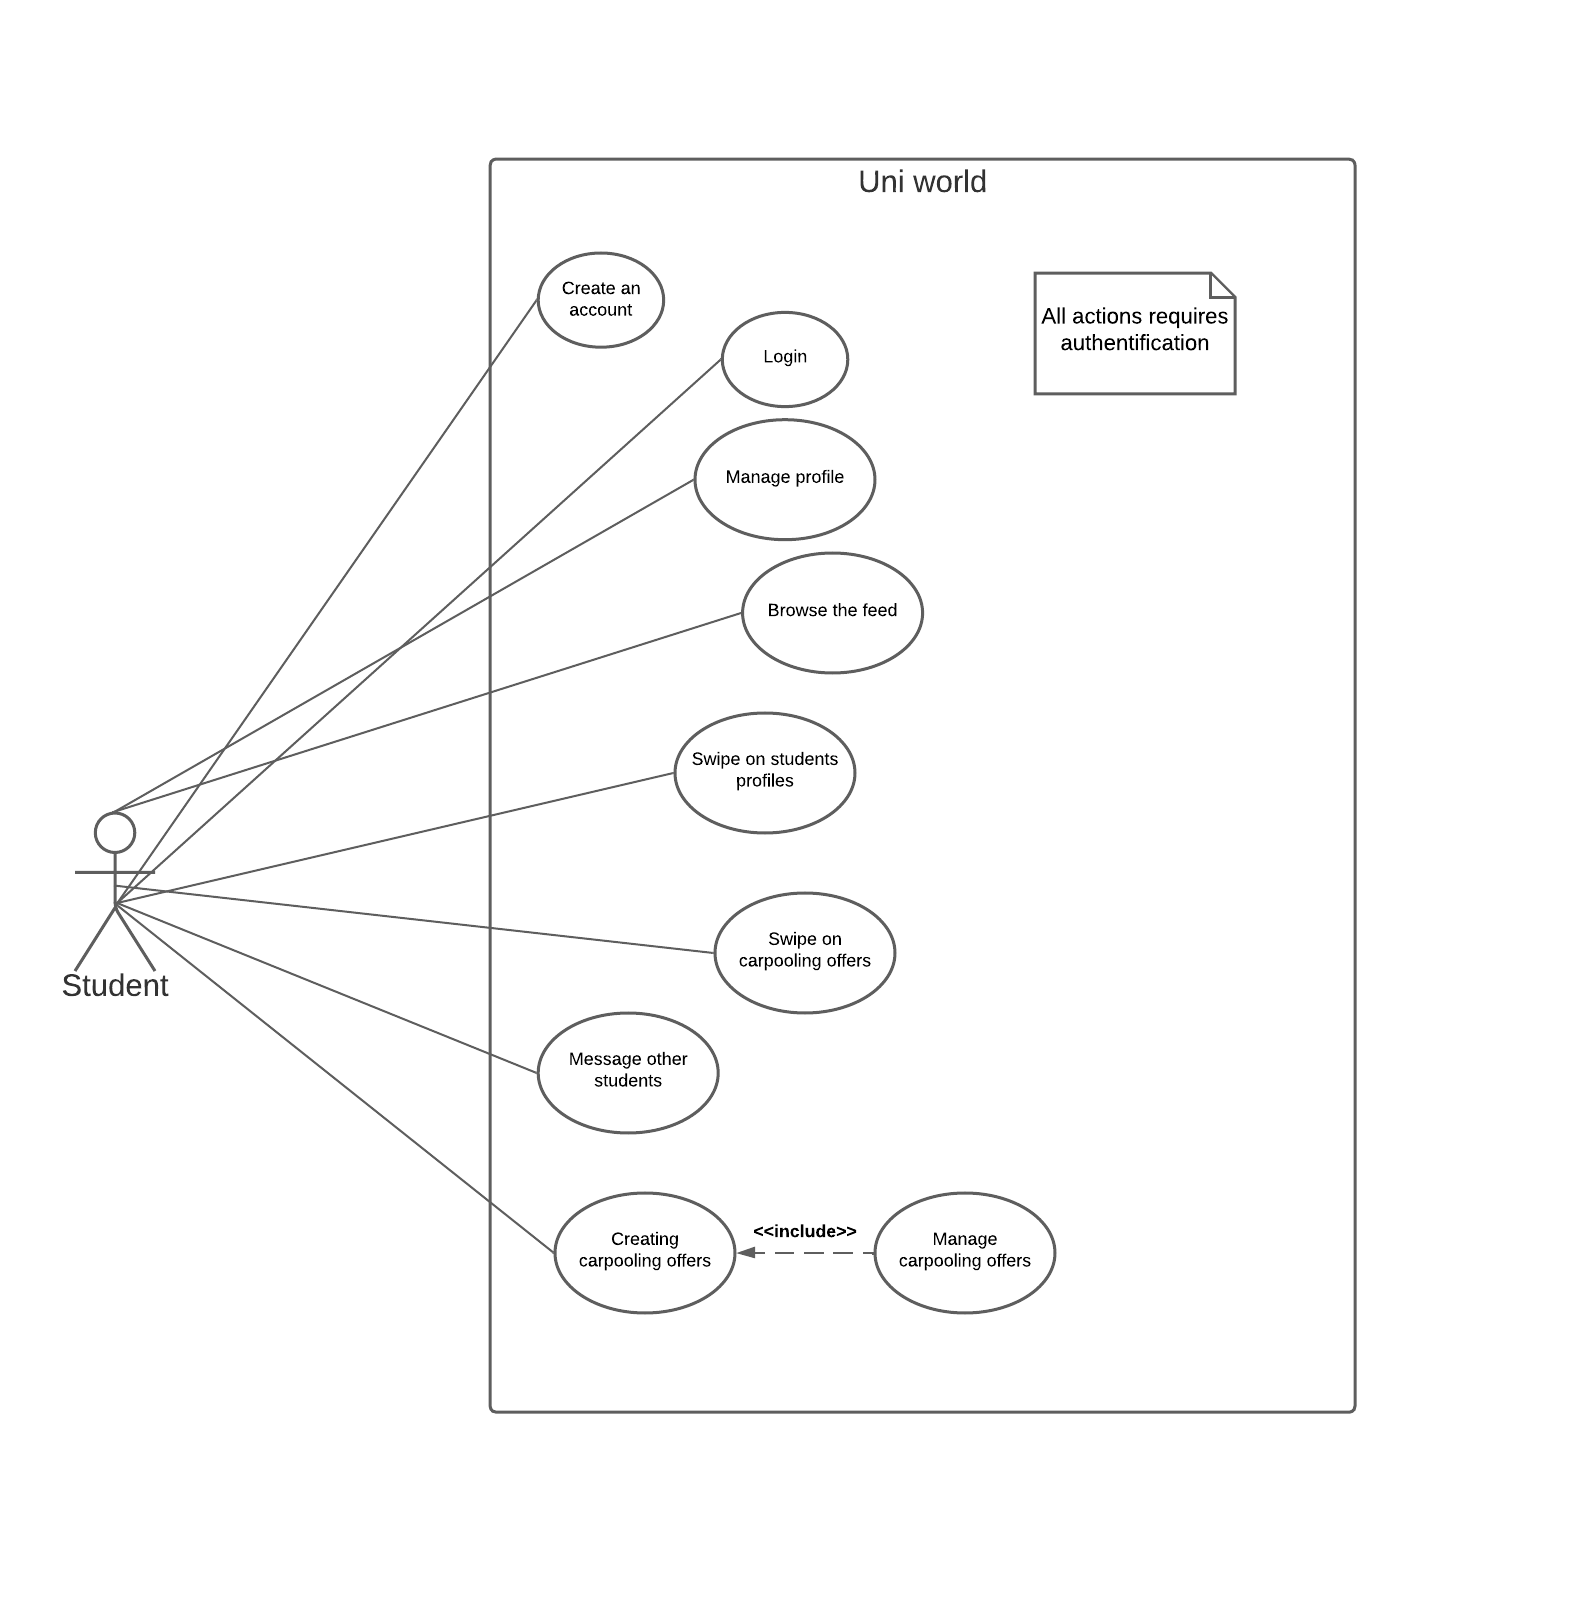 Uni world
Create an
account
Login
All actions requires
authentification
Manage profile
Browse the feed
Swipe on students
profiles
Swipe on
carpooling offers
Student
Message other
students
Creating
carpooling offers
<<include>>
Manage
carpooling offers